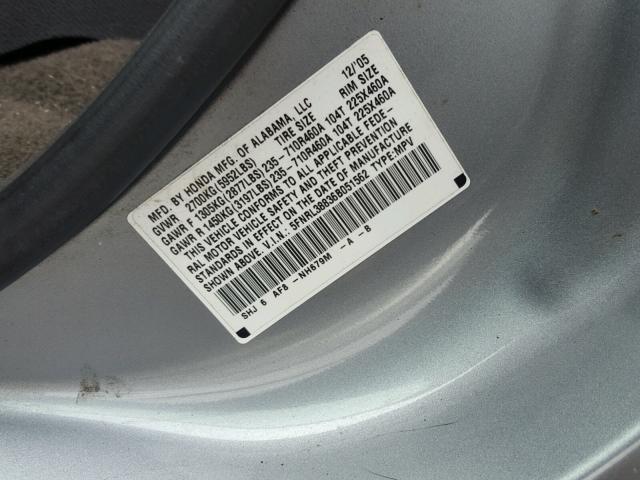 MFD. BY HONDA MFG. OF ALABAMA, LLC 12/'05
GVWR 2700KG(5952LBS) TIRE SIZE RIM SIZE
GAWR F 1305KG(2877LBS)235-710R460A 104T 225X460A
GAWR R 1450KG(3197LBS)235-710R460A 104T 225X460A
THIS VEHICLE CONFORMS TO ALL APPLICABLE FEDE-
RAL MOTOR VEHICLE SAFETY AND THEFT PREVENTION
STANDARDS IN EFFECT ON THE DATE OF MANUFACTURE
SHOWN ABOVE. V.I.N.: 5FNRL38836B051562 TYPE:MPV
SHJ 6 AF8 -NH679M -A -B